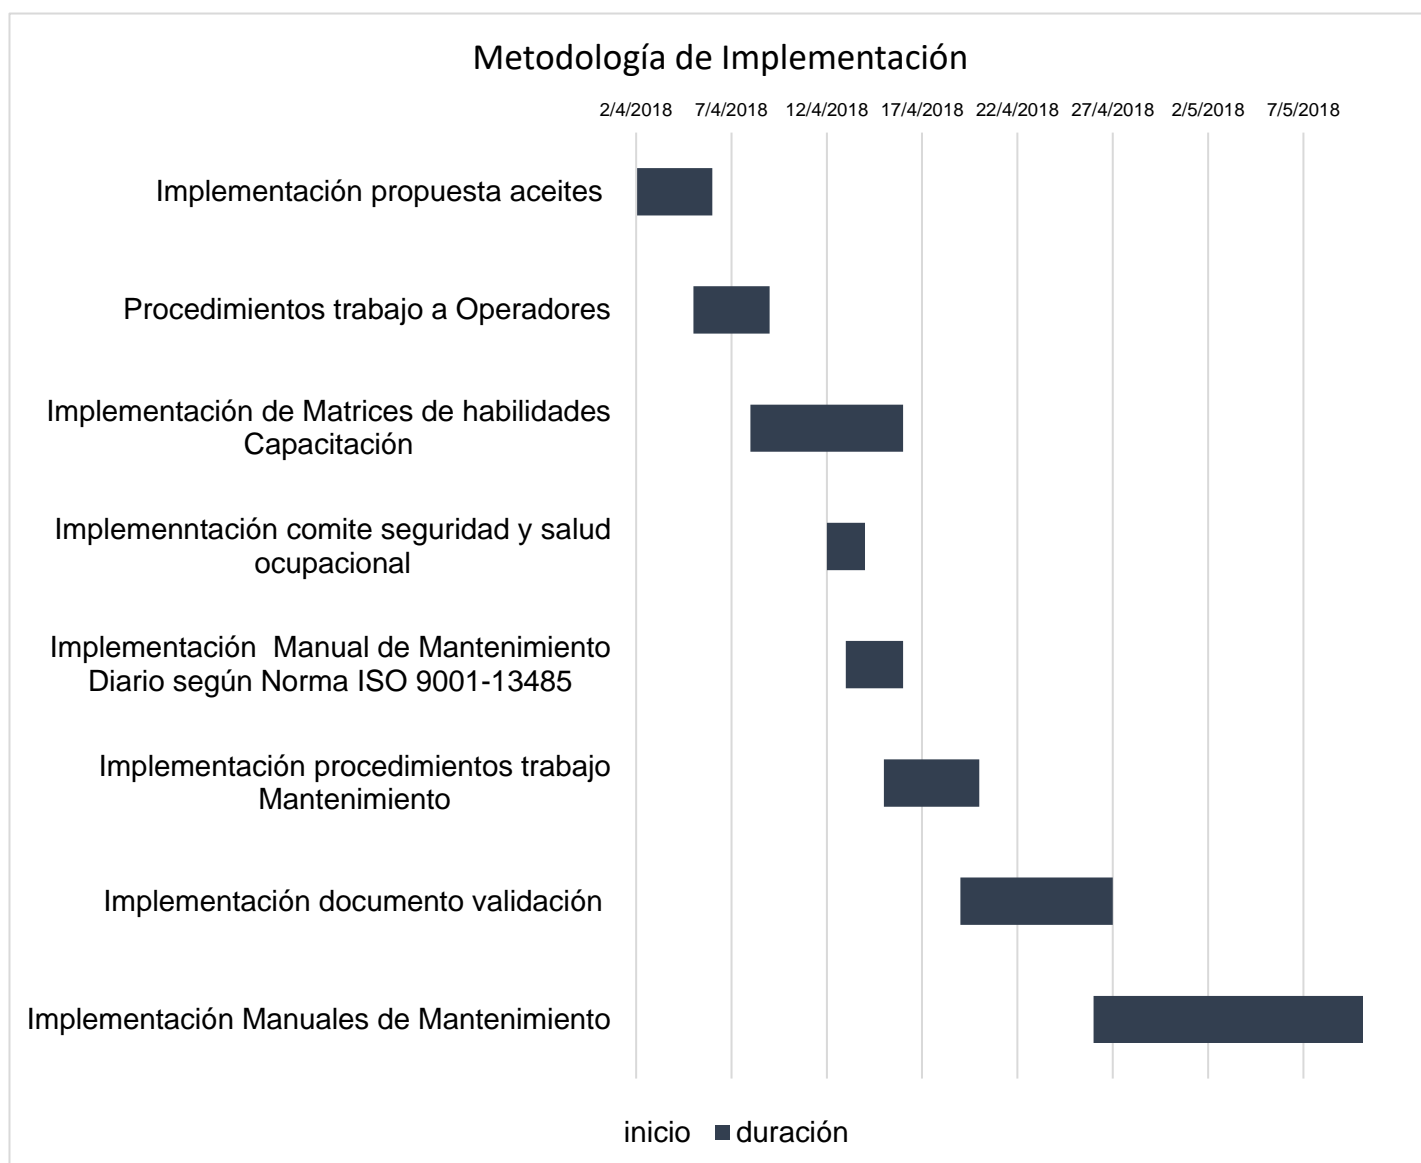 Metodología de Implementación
2/4/2018 7/4/2018 12/4/2018 17/4/2018 22/4/2018 27/4/2018 2/5/2018 7/5/2018
Implementación propuesta aceites
Procedimientos trabajo a Operadores
Implementación de Matrices de habilidades
Capacitación
Implemenntación comite seguridad y salud
ocupacional
Implementación Manual de Mantenimiento
Diario según Norma ISO 9001-13485
Implementación procedimientos trabajo
Mantenimiento
Implementación documento validación
Implementación Manuales de Mantenimiento
inicio duración